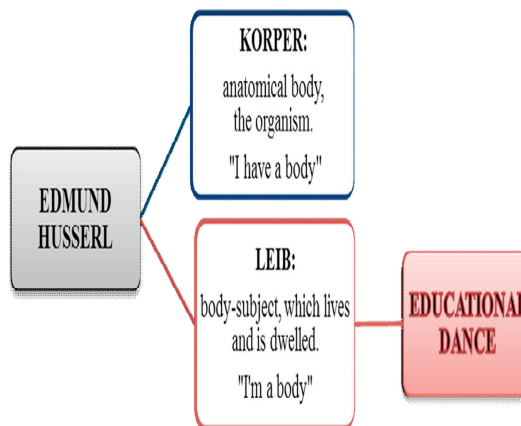 EDMUND
HUSSERL
KORPER:
anatomical body,
the organism.
"I have a body"
LEIB:
body-subject, which lives
and is dwelled.
"I'm a body"
EDUCATIONAL
DANCE